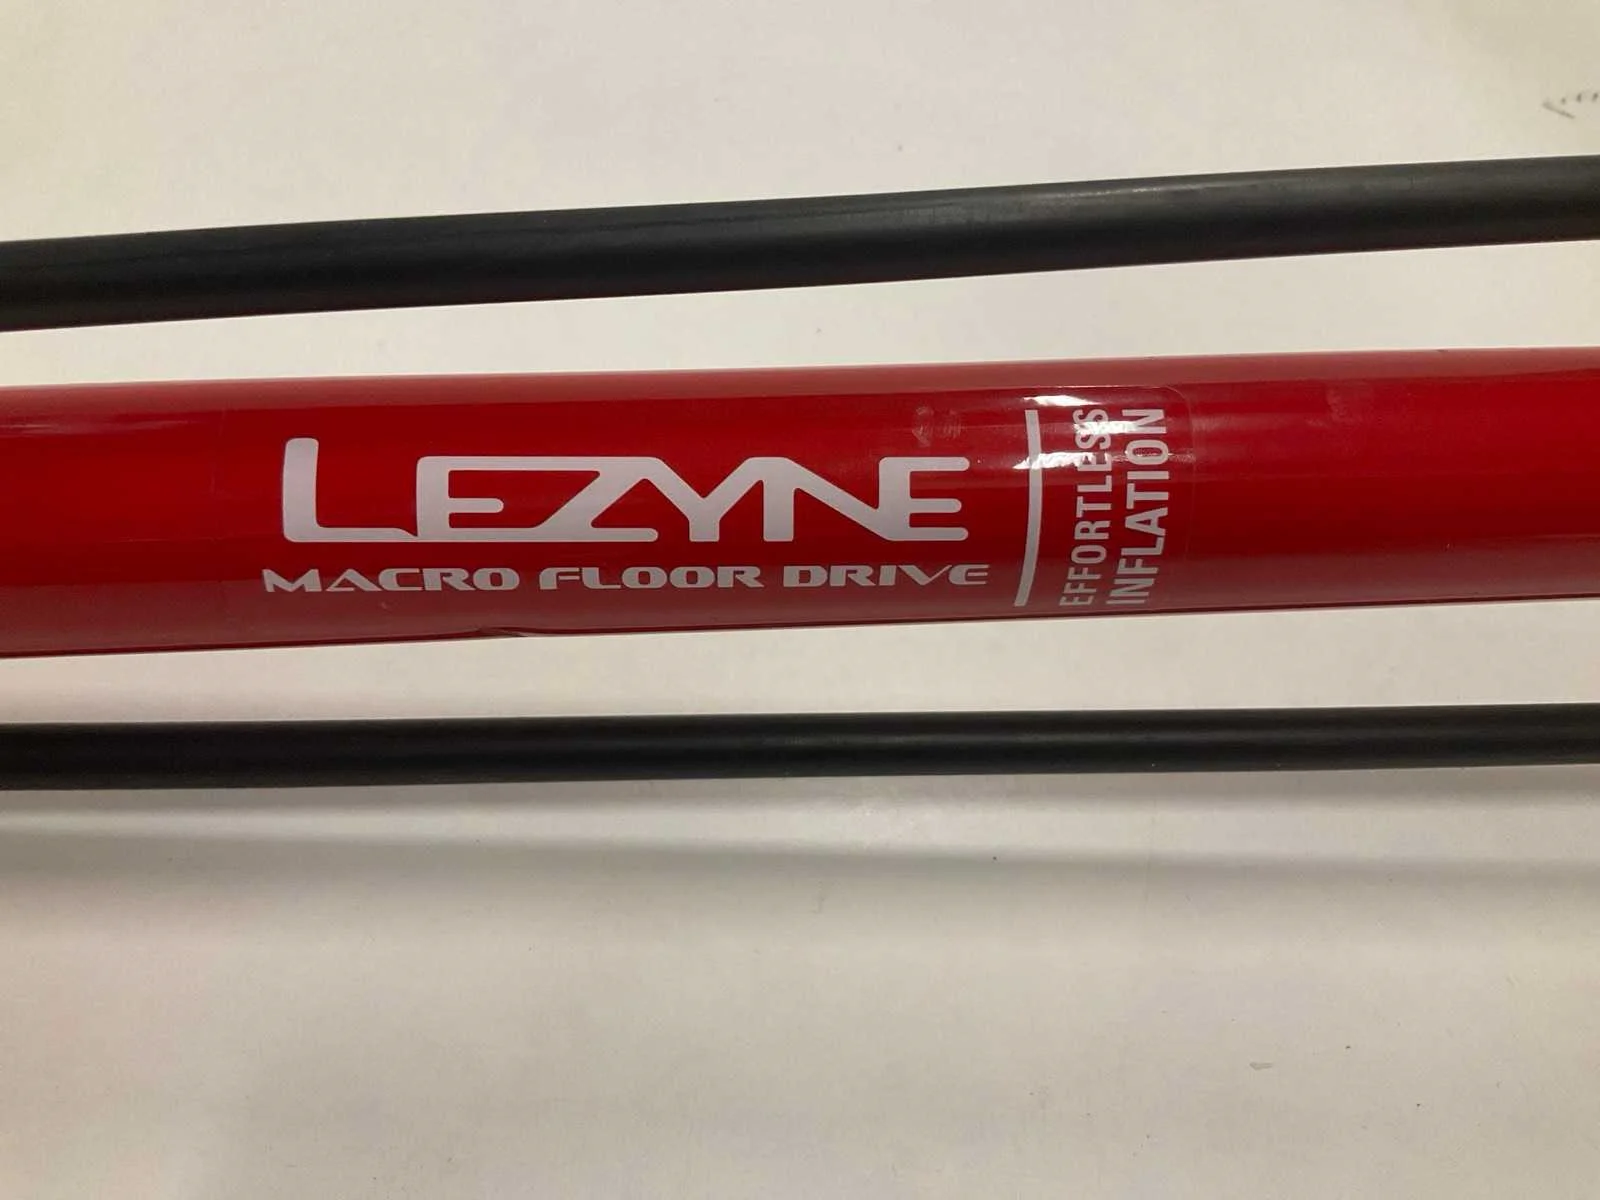 LEZYNE
MACRO FLOOR DRIVE
EFFORTLESS
INFLATION